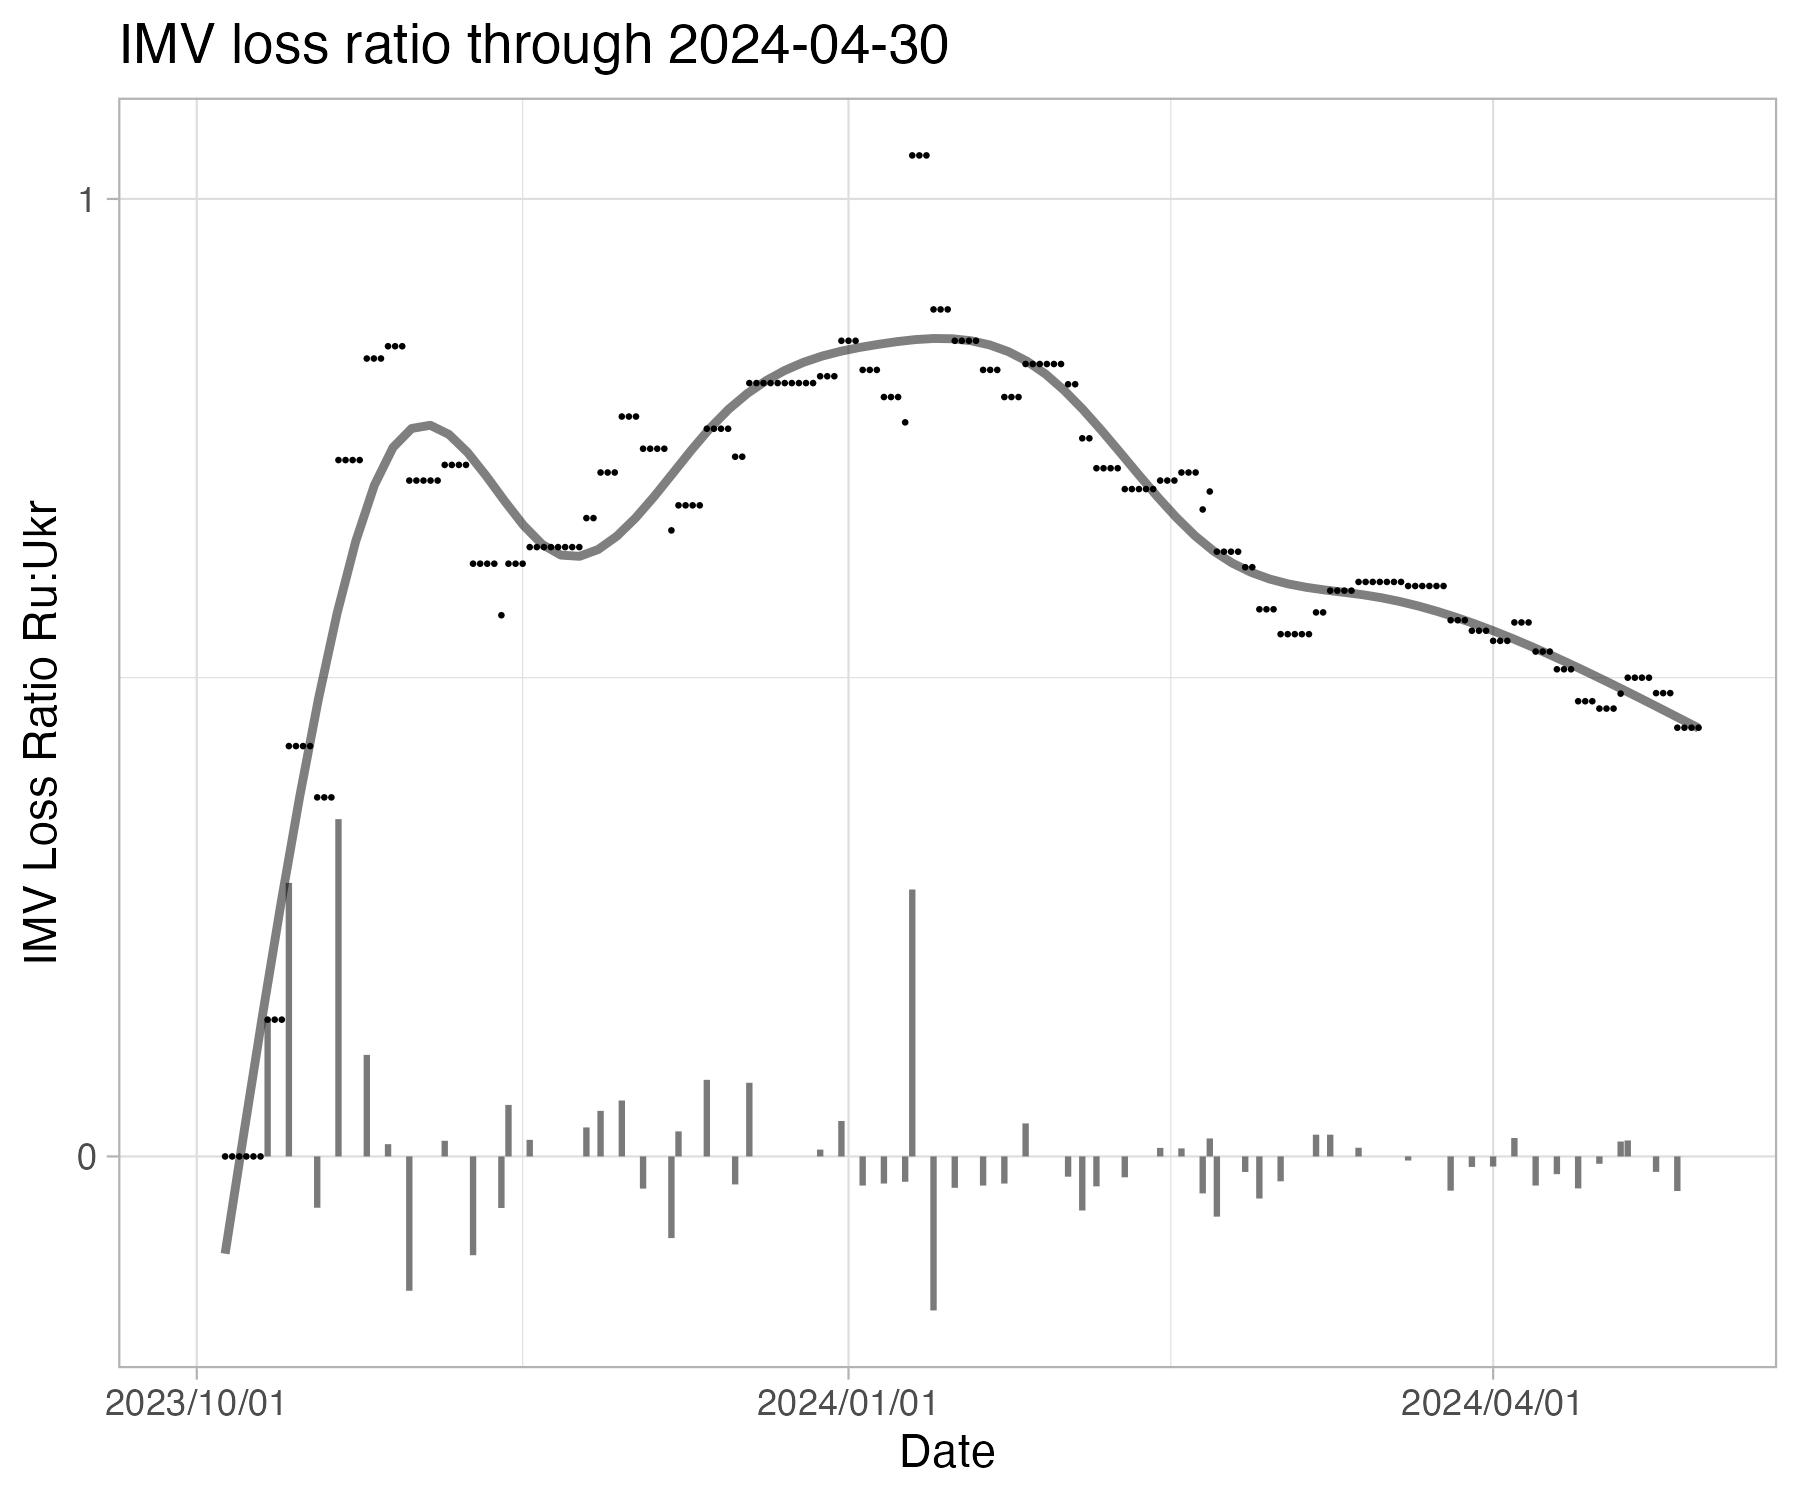 IMV loss ratio through 2024-04-30
IMV Loss Ratio Ru:Ukr
1
0
2023/10/01
2024/01/01
2024/04/01
Date